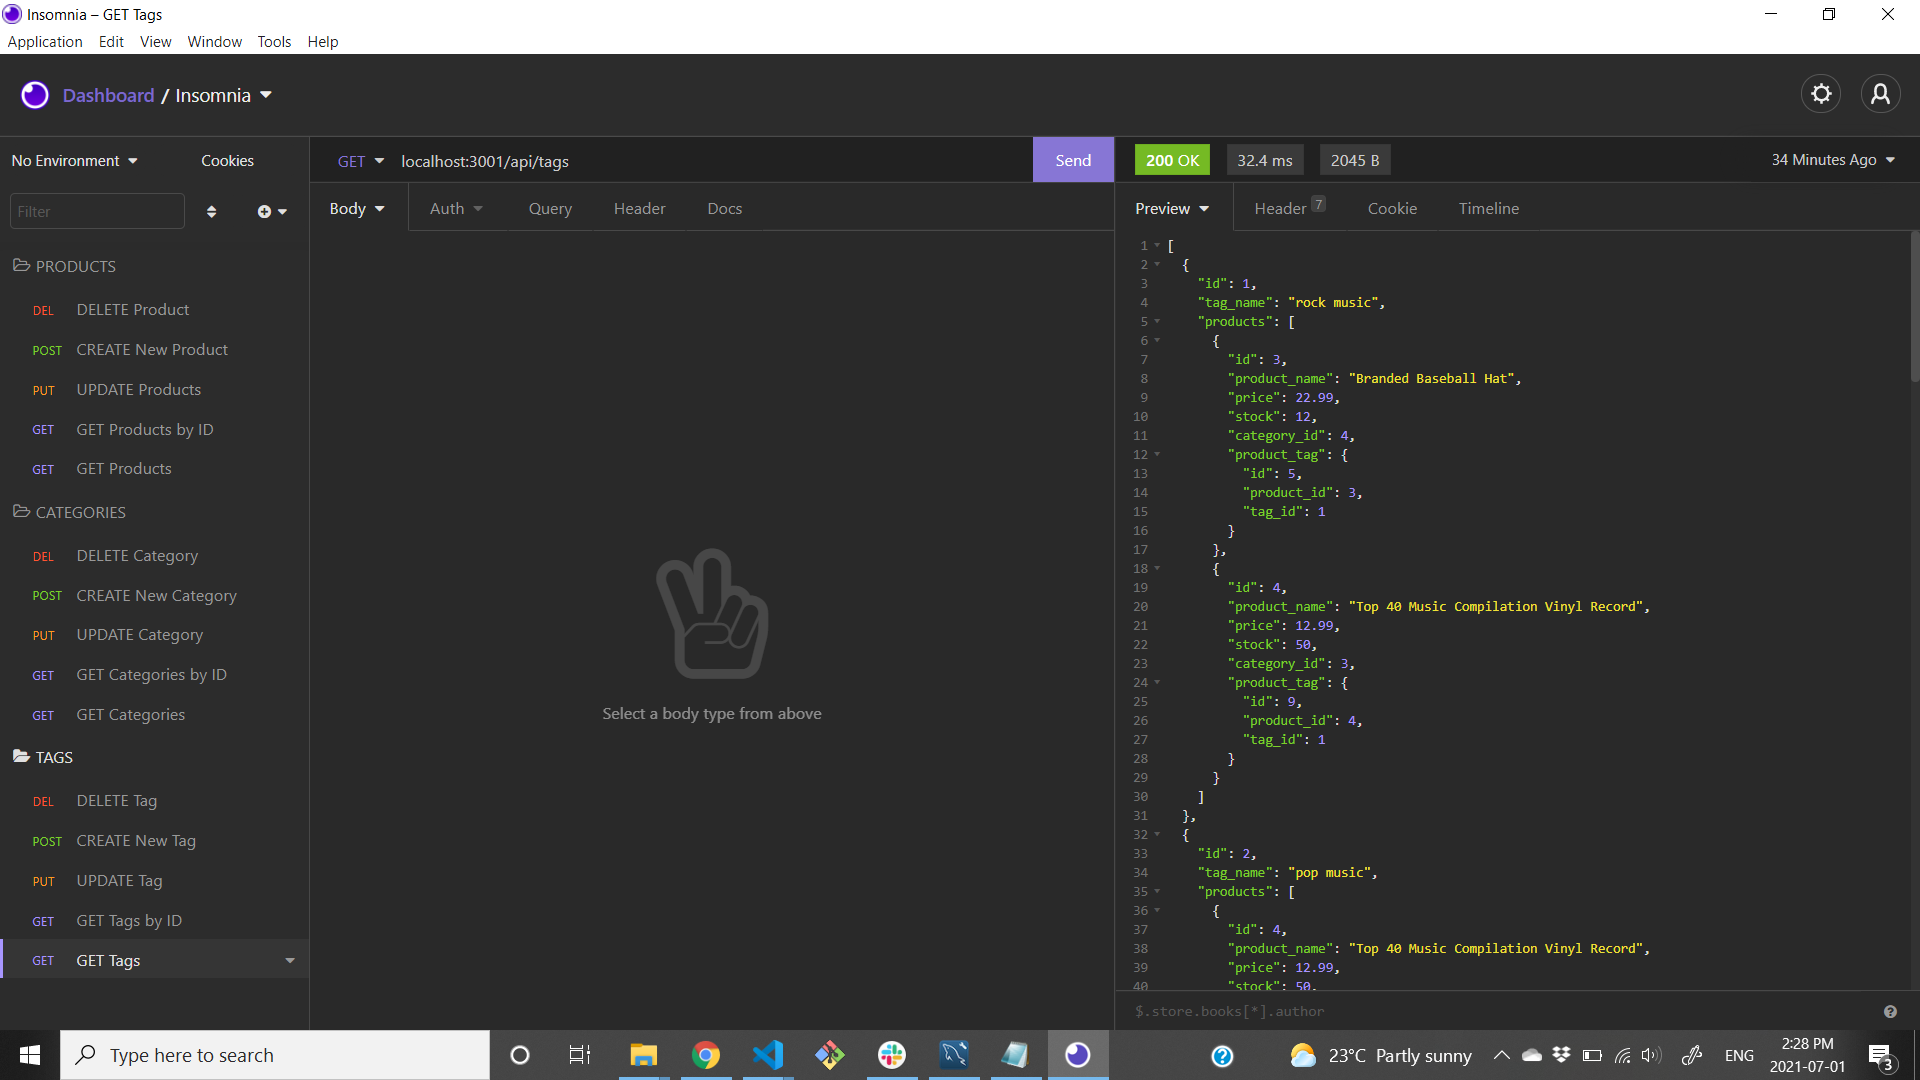 Insomnia – GET Tags
Application Edit View Window Tools Help
Dashboard / Insomnia
No Environment Cookies
Filter
PRODUCTS
DEL DELETE Product
POST CREATE New Product
PUT UPDATE Products
GET GET Products by ID
GET GET Products
CATEGORIES
DEL DELETE Category
POST CREATE New Category
PUT UPDATE Category
GET GET Categories by ID
GET GET Categories
TAGS
DEL DELETE Tag
POST CREATE New Tag
PUT UPDATE Tag
GET GET Tags by ID
GET GET Tags
GET localhost:3001/api/tags Send
Body Auth Query Header Docs
Select a body type from above
200 OK 32.4 ms 2045 B 34 Minutes Ago
Preview Header 7 Cookie Timeline
1 [
2 {
3 "id": 1,
4 "tag_name": "rock music",
5 "products": [
6 {
7 "id": 3,
8 "product_name": "Branded Baseball Hat",
9 "price": 22.99,
10 "stock": 12,
11 "category_id": 4,
12 "product_tag": {
13 "id": 5,
14 "product_id": 3,
15 "tag_id": 1
16 }
17 },
18 {
19 "id": 4,
20 "product_name": "Top 40 Music Compilation Vinyl Record",
21 "price": 12.99,
22 "stock": 50,
23 "category_id": 3,
24 "product_tag": {
25 "id": 9,
26 "product_id": 4,
27 "tag_id": 1
28 }
29 }
30 ]
31 },
32 {
33 "id": 2,
34 "tag_name": "pop music",
35 "products": [
36 {
37 "id": 4,
38 "product_name": "Top 40 Music Compilation Vinyl Record",
39 "price": 12.99,
40 "stock": 50,
$.store.books[*].author
Type here to search
23°C Partly sunny ENG
2:28 PM
2021-07-01
3